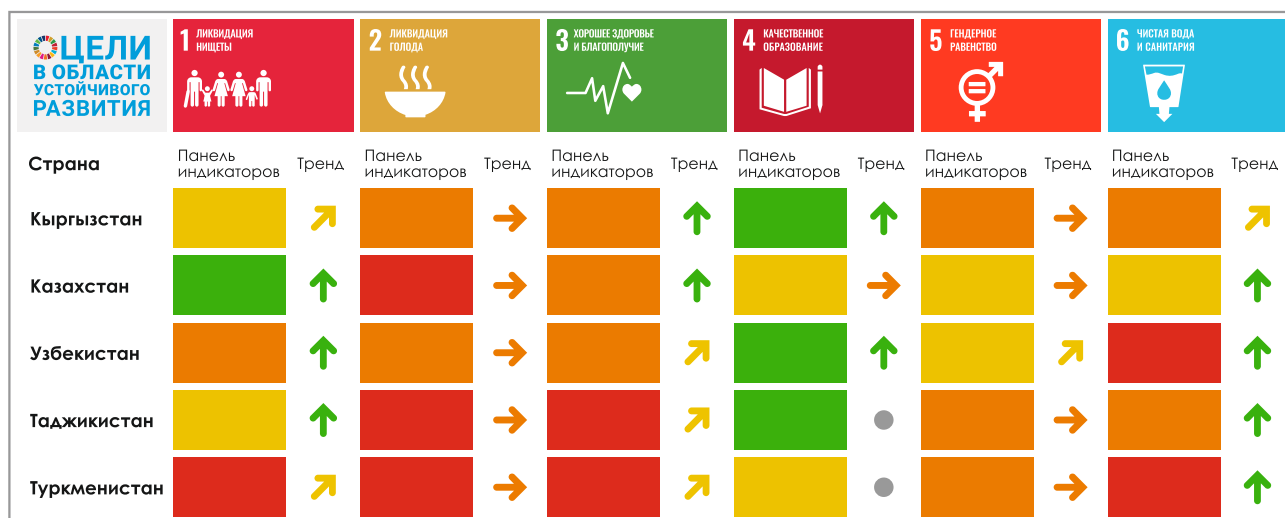 ЦЕЛИ
В ОБЛАСТИ
УСТОЙЧИВОГО
РАЗВИТИЯ
1 ЛИКВИДАЦИЯ
НИЩЕТЫ
2 ЛИКВИДАЦИЯ
ГОЛОДА
3 ХОРОШЕЕ ЗДОРОВЬЕ
И БЛАГОПОЛУЧИЕ
4 КАЧЕСТВЕННОЕ
ОБРАЗОВАНИЕ
5 ГЕНДЕРНОЕ
РАВЕНСТВО
6 ЧИСТАЯ ВОДА
И САНИТАРИЯ
Страна
Панель
индикаторов
Тренд
Панель
индикаторов
Тренд
Панель
индикаторов
Тренд
Панель
индикаторов
Тренд
Панель
индикаторов
Тренд
Панель
индикаторов
Тренд
Кыргызстан
Казахстан
Узбекистан
Таджикистан
Туркменистан